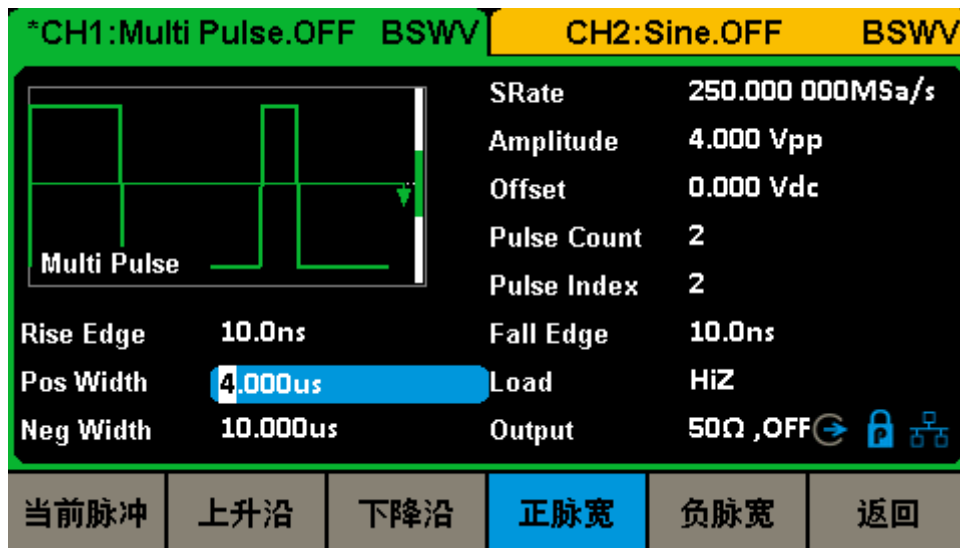 *CH1:Multi Pulse.OFF BSWV CH2:Sine.OFF BSWV
Multi Pulse
SRate 250.000 000MSa/s
Amplitude 4.000 Vpp
Offset 0.000 Vdc
Pulse Count 2
Pulse Index 2
Rise Edge 10.0ns Fall Edge 10.0ns
Pos Width 4.000us Load HiZ
Neg Width 10.000us Output 50Ω ,OFF P
当前脉冲 上升沿 下降沿 正脉宽 负脉宽 返回